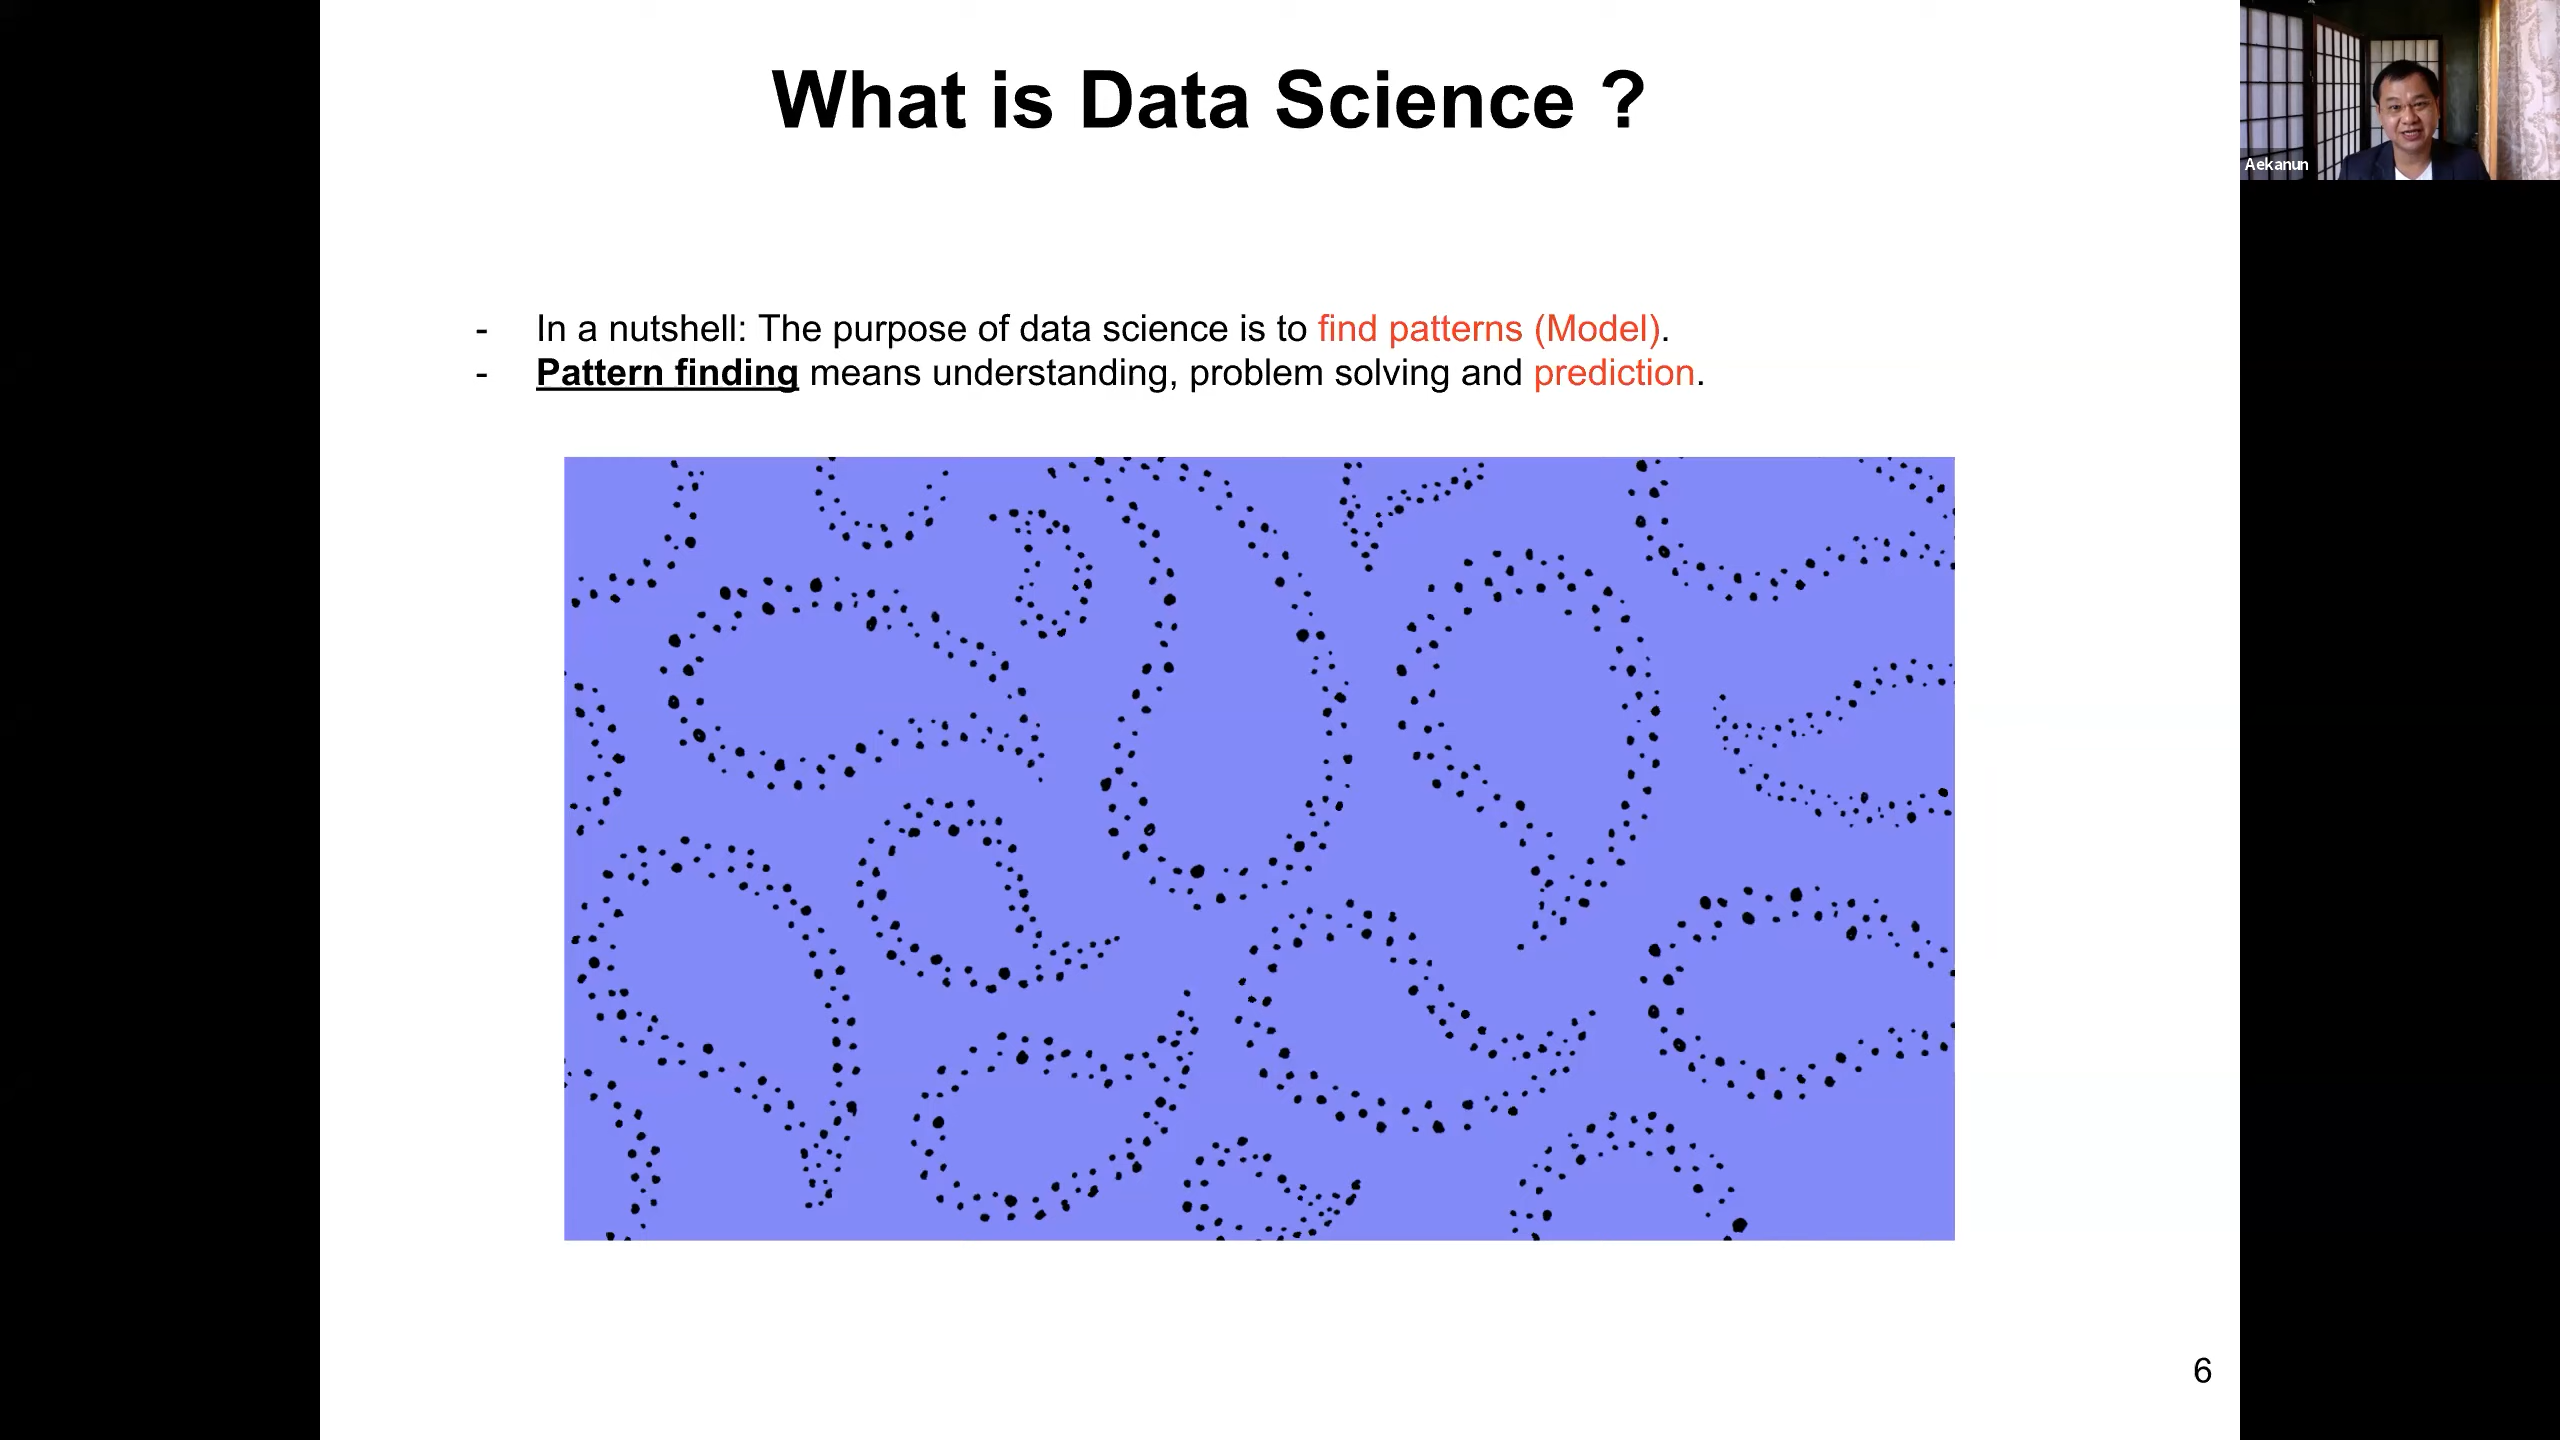 What is Data Science ?
Aekanun
- In a nutshell: The purpose of data science is to find patterns (Model).
- Pattern finding means understanding, problem solving and prediction.
6